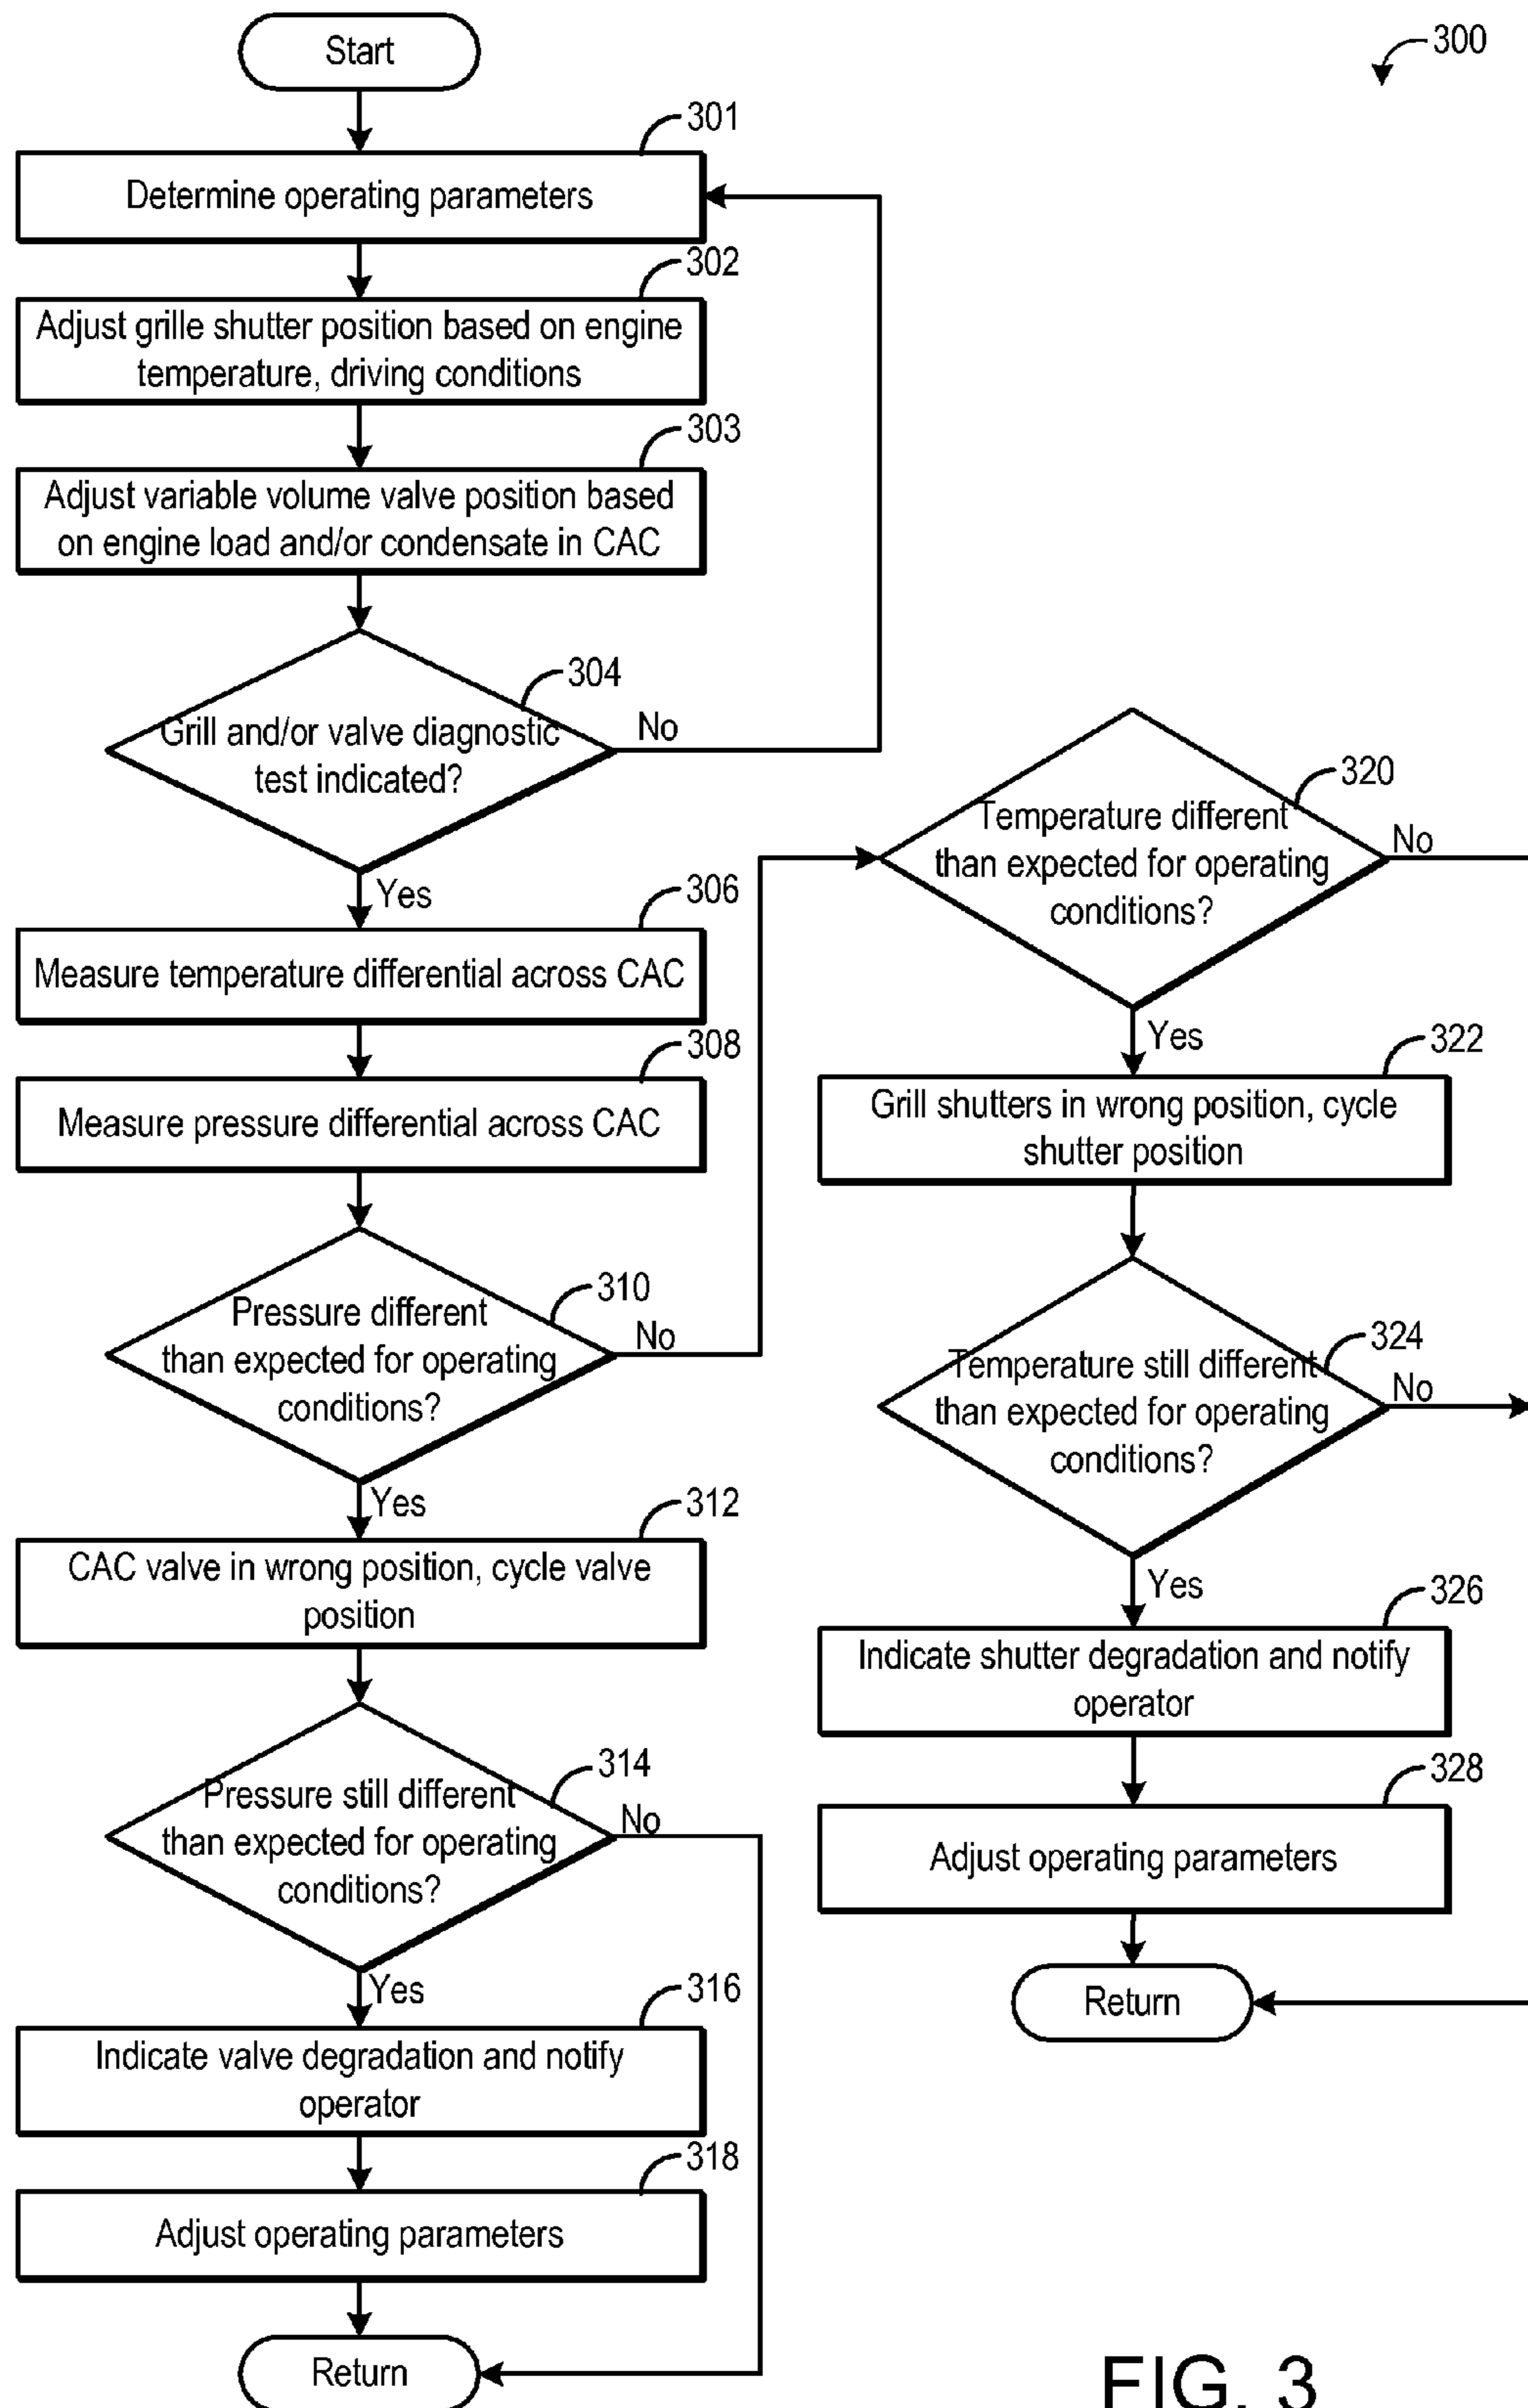 Start
300
301
Determine operating parameters
302
Adjust grille shutter position based on engine
temperature, driving conditions
303
Adjust variable volume valve position based
on engine load and/or condensate in CAC
304
Grill and/or valve diagnostic
test indicated?
No
Yes
306
Measure temperature differential across CAC
308
Measure pressure differential across CAC
310
Pressure different
than expected for operating
conditions?
No
Yes
312
CAC valve in wrong position, cycle valve
position
314
Pressure still different
than expected for operating
conditions?
No
Yes
316
Indicate valve degradation and notify
operator
318
Adjust operating parameters
Return
320
Temperature different
than expected for operating
conditions?
No
Yes
322
Grill shutters in wrong position, cycle
shutter position
324
Temperature still different
than expected for operating
conditions?
No
Yes
326
Indicate shutter degradation and notify
operator
328
Adjust operating parameters
Return
FIG. 3